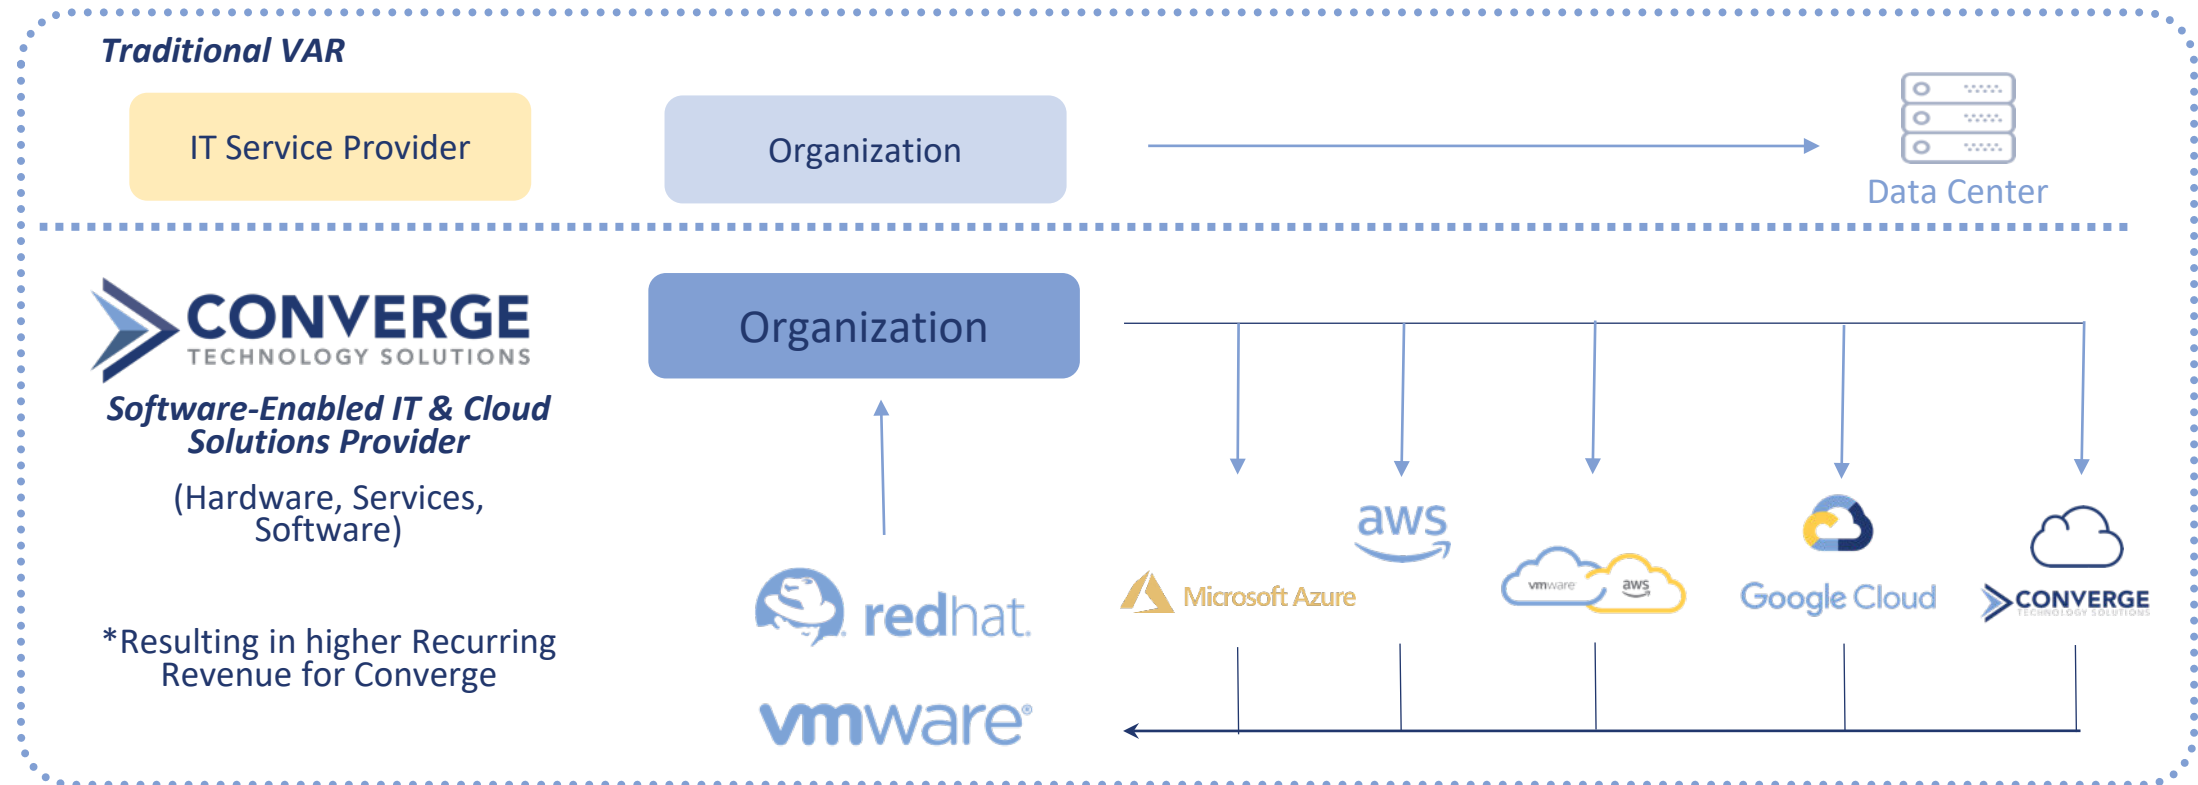 Traditional VAR
IT Service Provider
Organization
Data Center
CONVERGE
TECHNOLOGY SOLUTIONS
Software-Enabled IT & Cloud
Solutions Provider
(Hardware, Services,
Software)
*Resulting in higher Recurring
Revenue for Converge
Organization
redhat.
vmware®
Microsoft Azure
aws
vmware
aws
Google Cloud
CONVERGE
TECHNOLOGY SOLUTIONS